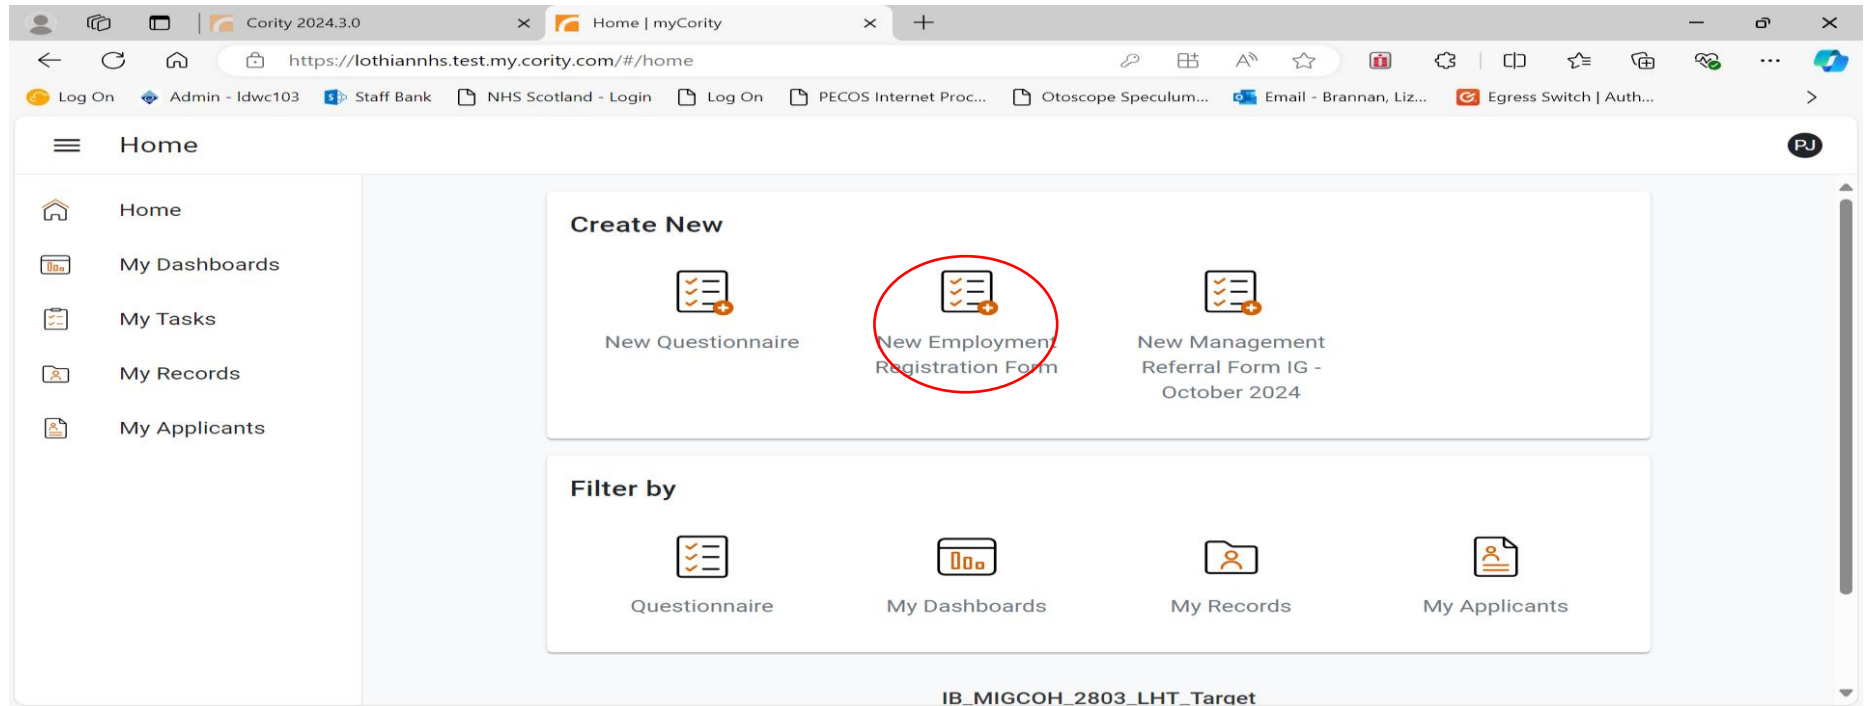 Cority 2024.3.0
Home | myCority
https://lothiannhs.test.my.cority.com/#/home
Log On
Admin - ldwc103
Staff Bank
NHS Scotland - Login
Log On
PECOS Internet Proc...
Otoscope Speculum...
Email - Brannan, Liz...
Egress Switch | Auth...
Home
PJ
Home
My Dashboards
My Tasks
My Records
My Applicants
Create New
New Questionnaire
New Employment
Registration Form
New Management
Referral Form IG -
October 2024
Filter by
Questionnaire
My Dashboards
My Records
My Applicants
IB_MIGCOH_2803_LHT_Target